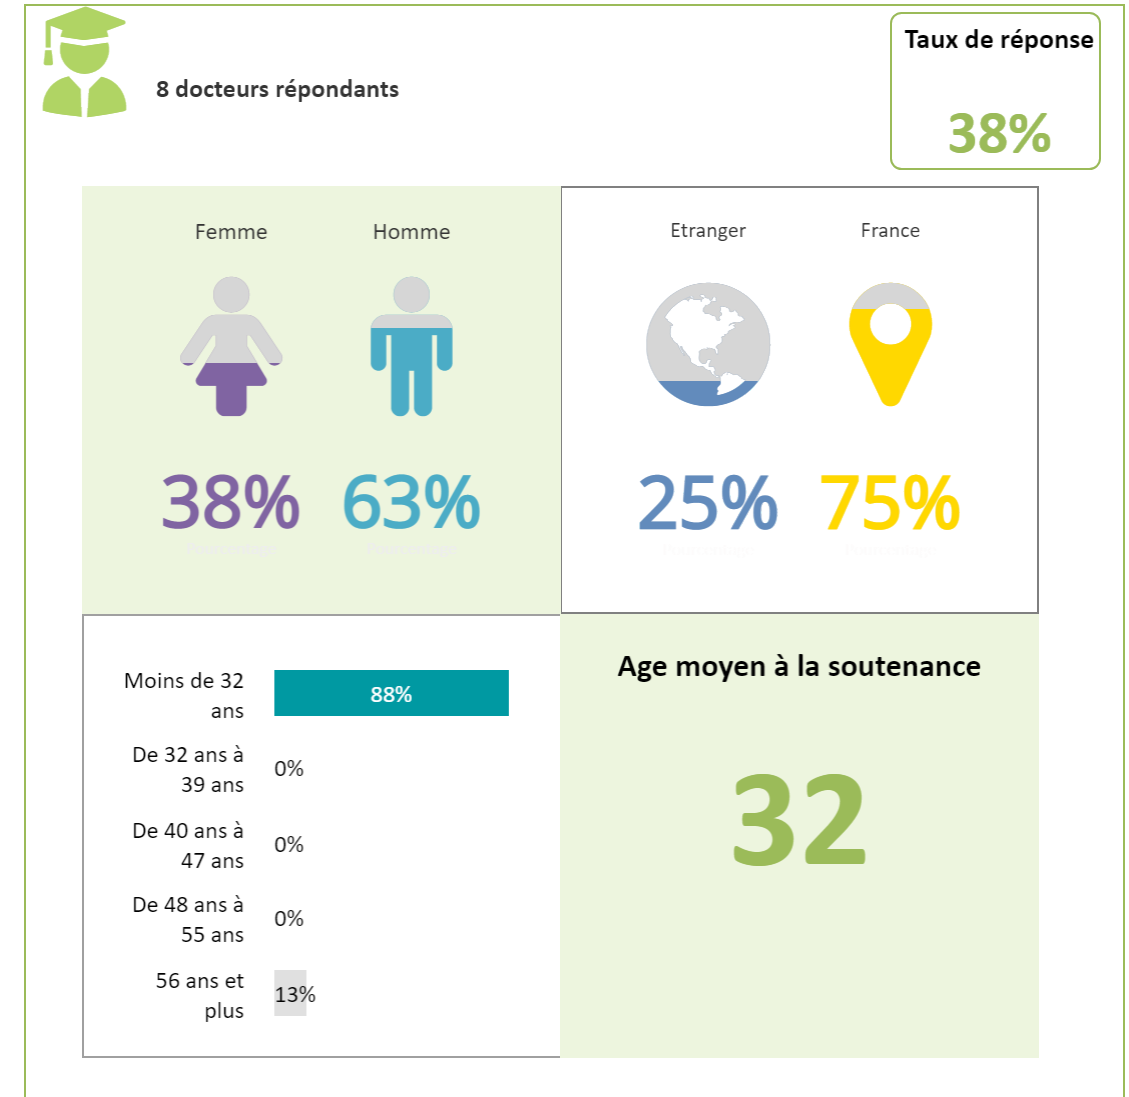 8 docteurs répondants
Taux de réponse
38%
Femme
Homme
38%
63%
Etranger
France
25%
75%
Moins de 32
ans
88%
De 32 ans à
39 ans
0%
De 40 ans à
47 ans
0%
De 48 ans à
55 ans
0%
56 ans et
plus
13%
Age moyen à la soutenance
32